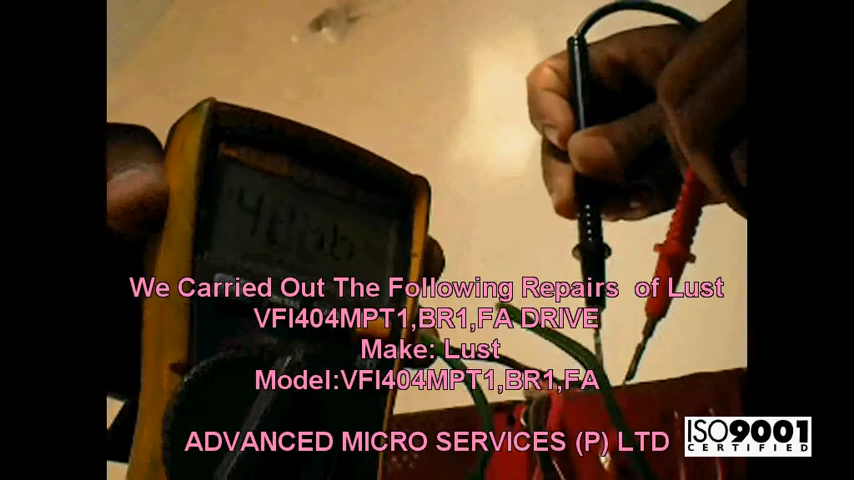 We Carried Out The Following Repairs of Lust
VFI404MPT1,BR1,FA DRIVE
Make: Lust
Model:VFI404MPT1,BR1,FA
ADVANCED MICRO SERVICES (P) LTD
ISO9001
CERTIFIED